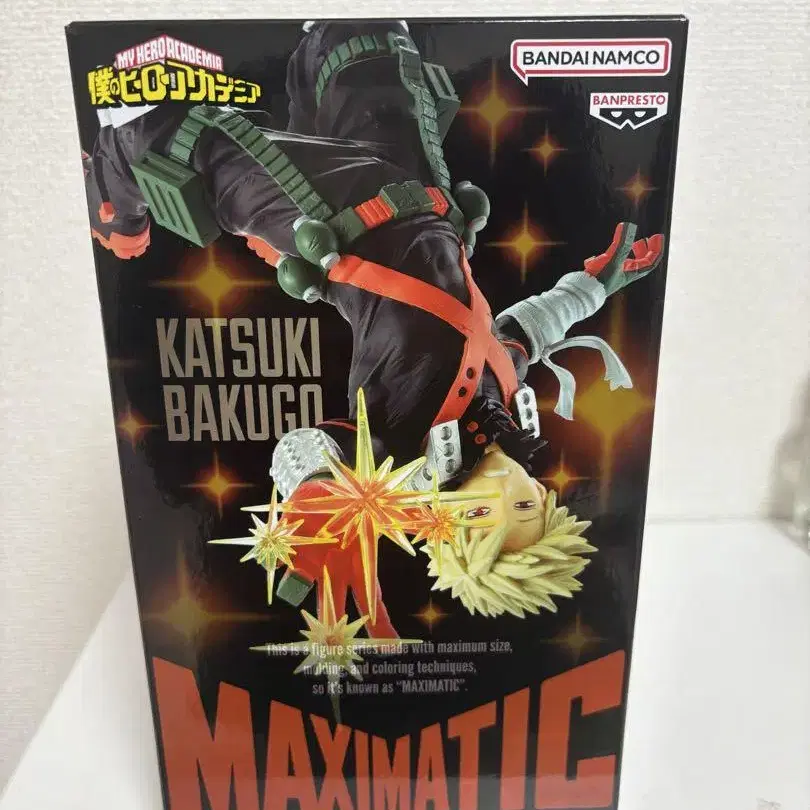 MY HERO ACADEMIA
僕のヒーローアカデミア
BANDAI NAMCO
BANPRESTO
KATSUKI
BAKUGO
This is a figure series made with maximum size,
molding, and coloring techniques,
so it's known as "MAXIMATIC".
MAXIMATIC